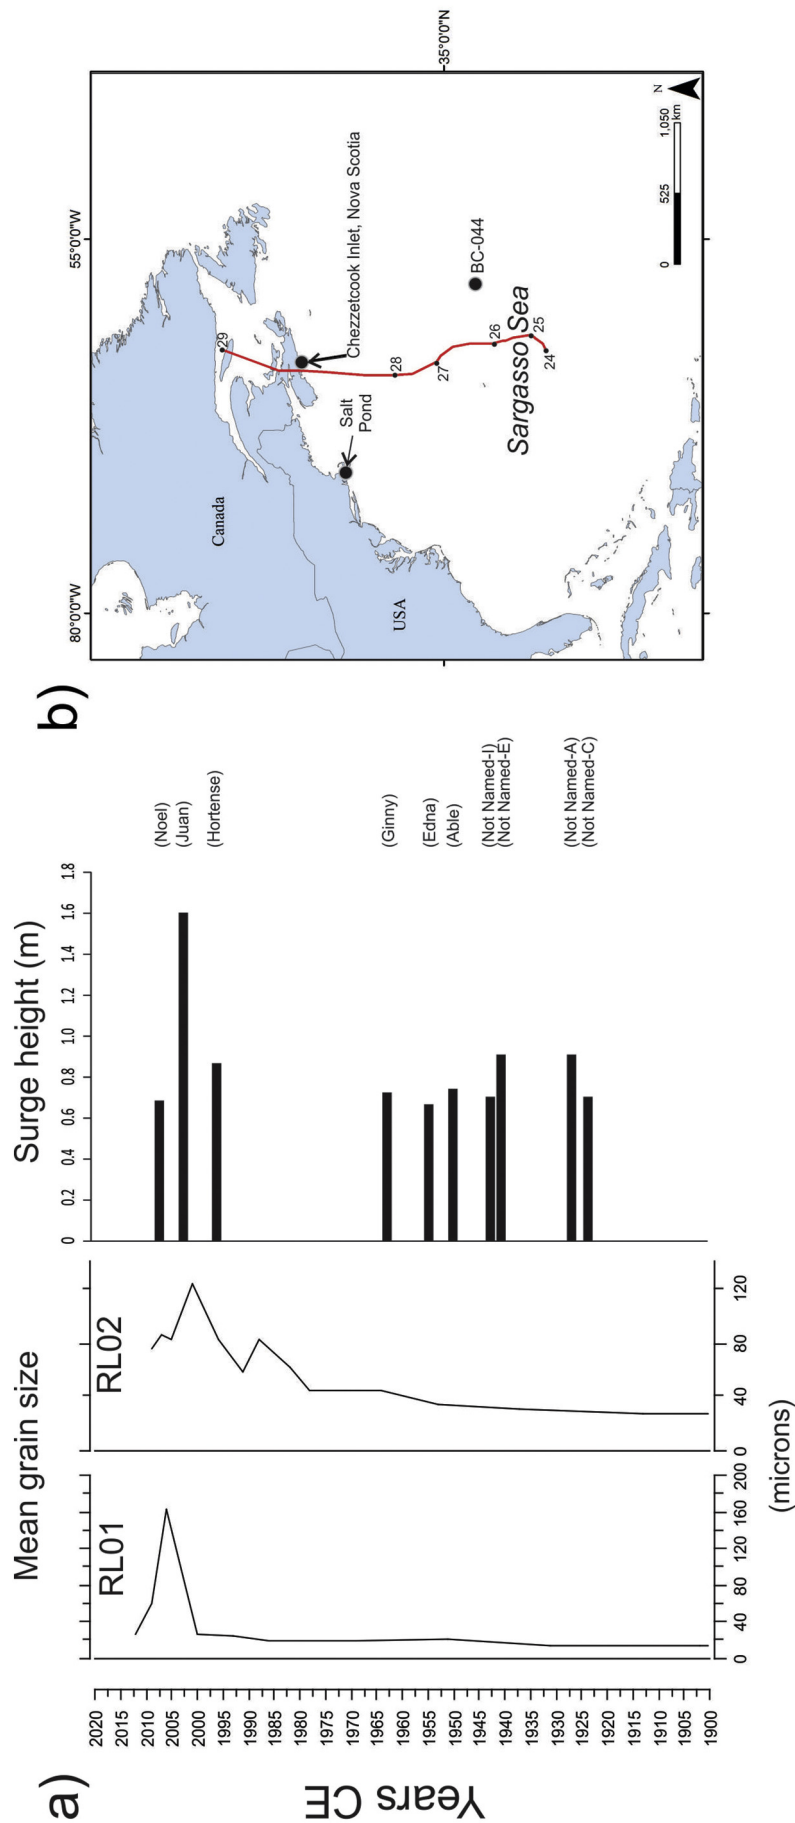 a)
Mean grain size
Surge height (m)
RL01
RL02
0
0.2
0.4
0.6
0.8
1.0
1.2
1.4
1.6
1.8
Years CE
2020
2015
2010
2005
2000
1995
1990
1985
1980
1975
1970
1965
1960
1955
1950
1945
1940
1935
1930
1925
1920
1915
1910
1905
1900
(Noel)
(Juan)
(Hortense)
(Ginny)
(Edna)
(Able)
(Not Named-I)
(Not Named-E)
(Not Named-A)
(Not Named-C)
0
40
80
120
160
200
0
40
80
120
(microns)
b)
80°0'0"W
55°0'0"W
Canada
USA
29
Salt
Pond
Chezzetcook Inlet, Nova Scotia
28
27
26
25
24
BC-044
Sargasso Sea
35°0'0"N
N
0
525
1,050
km